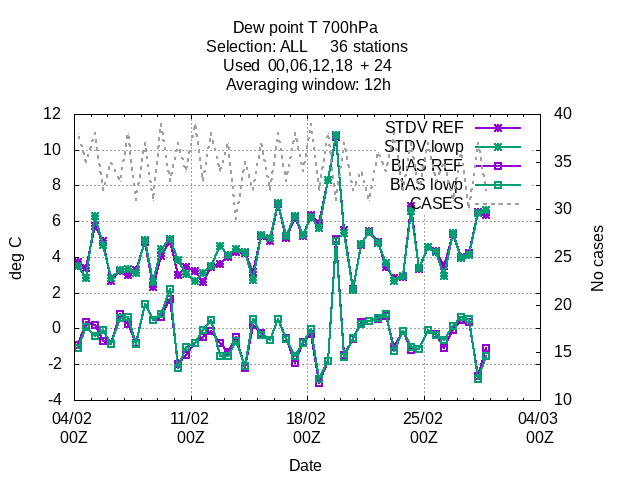 Dew point T 700hPa
Selection: ALL 36 stations
Used 00,06,12,18 + 24
Averaging window: 12h
12 40
STDV REF
10 STDV lowp 35
BIAS REF
8 BIAS lowp
6 CASES 30
4 25
2 20
0 15
-2
-4 10
deg C
No cases
04/02 11/02 18/02 25/02 04/03
00Z 00Z 00Z 00Z 00Z
Date